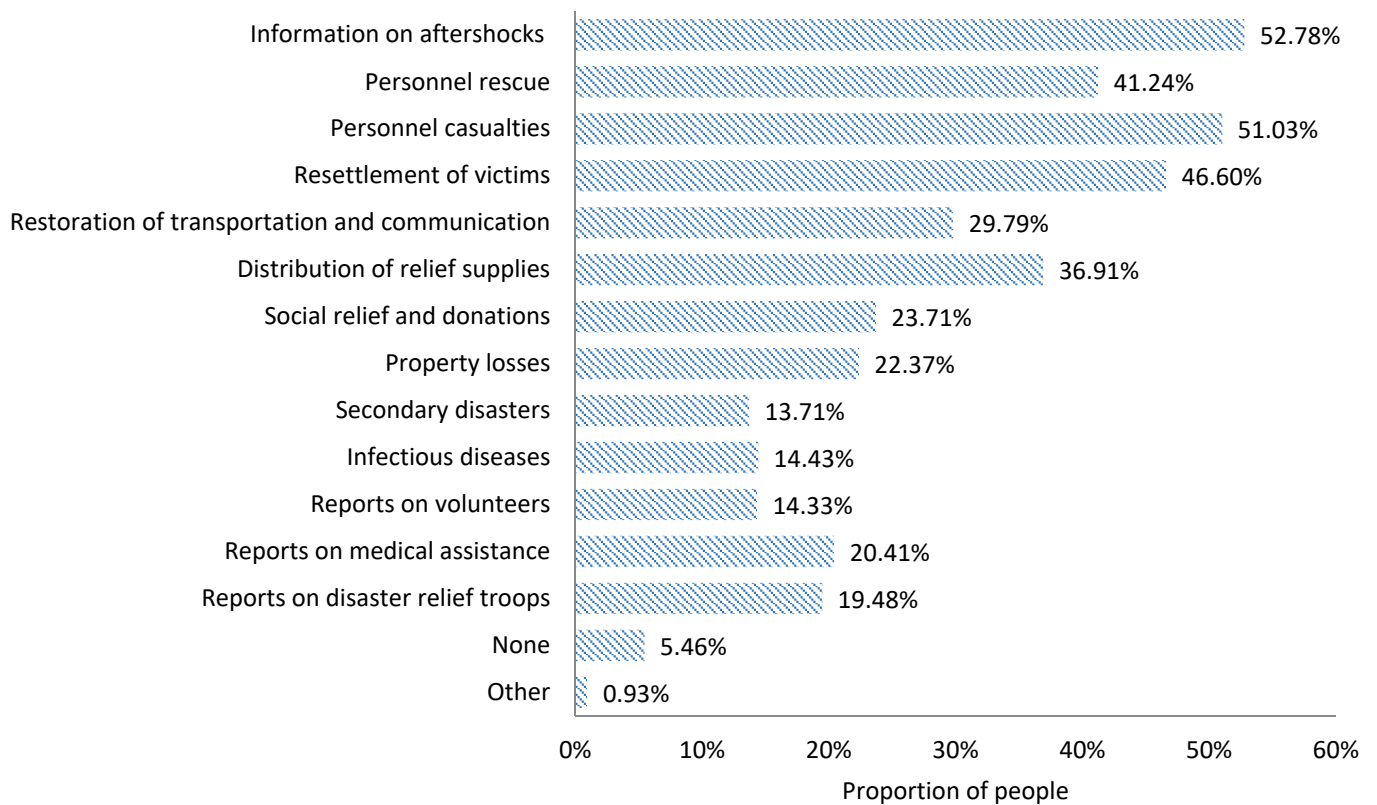 Information on aftershocks 52.78%
Personnel rescue 41.24%
Personnel casualties 51.03%
Resettlement of victims 46.60%
Restoration of transportation and communication 29.79%
Distribution of relief supplies 36.91%
Social relief and donations 23.71%
Property losses 22.37%
Secondary disasters 13.71%
Infectious diseases 14.43%
Reports on volunteers 14.33%
Reports on medical assistance 20.41%
Reports on disaster relief troops 19.48%
None 5.46%
Other 0.93%
0% 10% 20% 30% 40% 50% 60%
Proportion of people